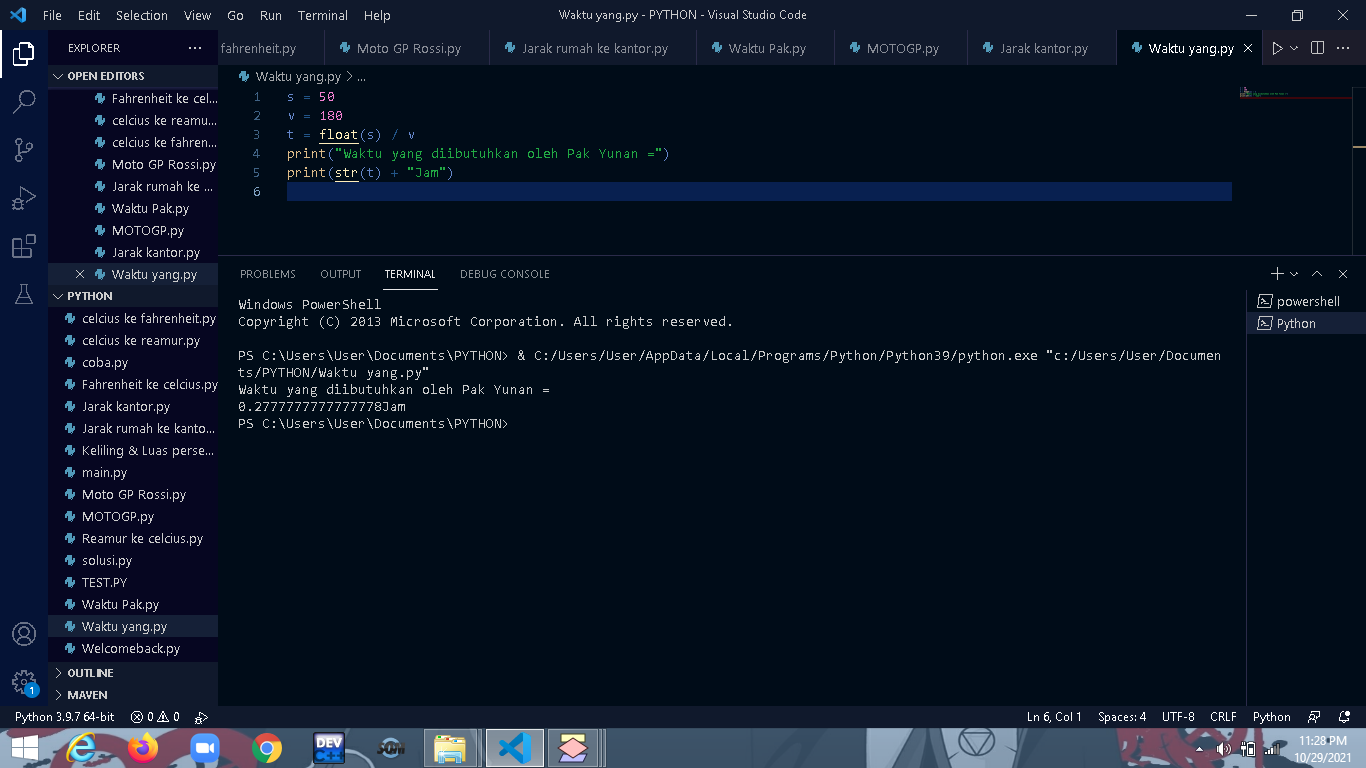 File Edit Selection View Go Run Terminal Help
Waktu yang.py - PYTHON - Visual Studio Code
EXPLORER
OPEN EDITORS
Fahrenheit ke cel...
celcius ke reamu...
celcius ke fahren...
Moto GP Rossi.py
Jarak rumah ke ...
Waktu Pak.py
MOTOGP.py
Jarak kantor.py
Waktu yang.py
PYTHON
celcius ke fahrenheit.py
celcius ke reamur.py
coba.py
Fahrenheit ke celcius.py
Jarak kantor.py
Jarak rumah ke kanto...
Keliling & Luas perse...
main.py
Moto GP Rossi.py
MOTOGP.py
Reamur ke celcius.py
solusi.py
TEST.PY
Waktu Pak.py
Waktu yang.py
Welcomeback.py
OUTLINE
MAVEN
fahrenheit.py Moto GP Rossi.py Jarak rumah ke kantor.py Waktu Pak.py MOTOGP.py Jarak kantor.py Waktu yang.py
Waktu yang.py > ...
1 s = 50
2 v = 180
3 t = float(s) / v
4 print("Waktu yang diibutuhkan oleh Pak Yunan =")
5 print(str(t) + "Jam")
6
PROBLEMS OUTPUT TERMINAL DEBUG CONSOLE
Windows PowerShell
Copyright (C) 2013 Microsoft Corporation. All rights reserved.
PS C:\Users\User\Documents\PYTHON> & C:/Users/User/AppData/Local/Programs/Python/Python39/python.exe "c:/Users/User/Documen
ts/PYTHON/Waktu yang.py"
Waktu yang diibutuhkan oleh Pak Yunan =
0.2777777777777778Jam
PS C:\Users\User\Documents\PYTHON>
powershell
Python
1
Python 3.9.7 64-bit 0 0
Ln 6, Col 1 Spaces: 4 UTF-8 CRLF Python
DEV
C++
11:28 PM
10/29/2021